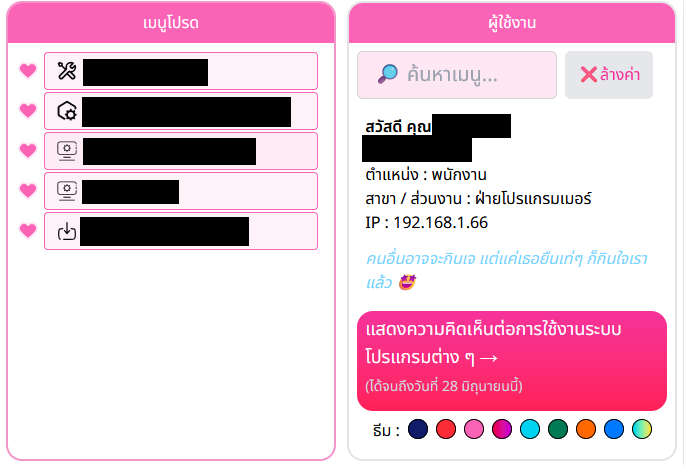 เมนูโปรด
ผู้ใช้งาน
ค้นหาเมนู...
ล้างค่า
สวัสดี คุณ
ตำแหน่ง : พนักงาน
สาขา / ส่วนงาน : ฝ่ายโปรแกรมเมอร์
IP : 192.168.1.66
คนอื่นอาจจะกินเจ แต่แค่เธอยืนเท่ๆ ก็กินใจเรา
แล้ว 🤩
แสดงความคิดเห็นต่อการใช้งานระบบ
โปรแกรมต่าง ๆ →
(ได้จนถึงวันที่ 28 มิถุนายนนี้)
ธีม :